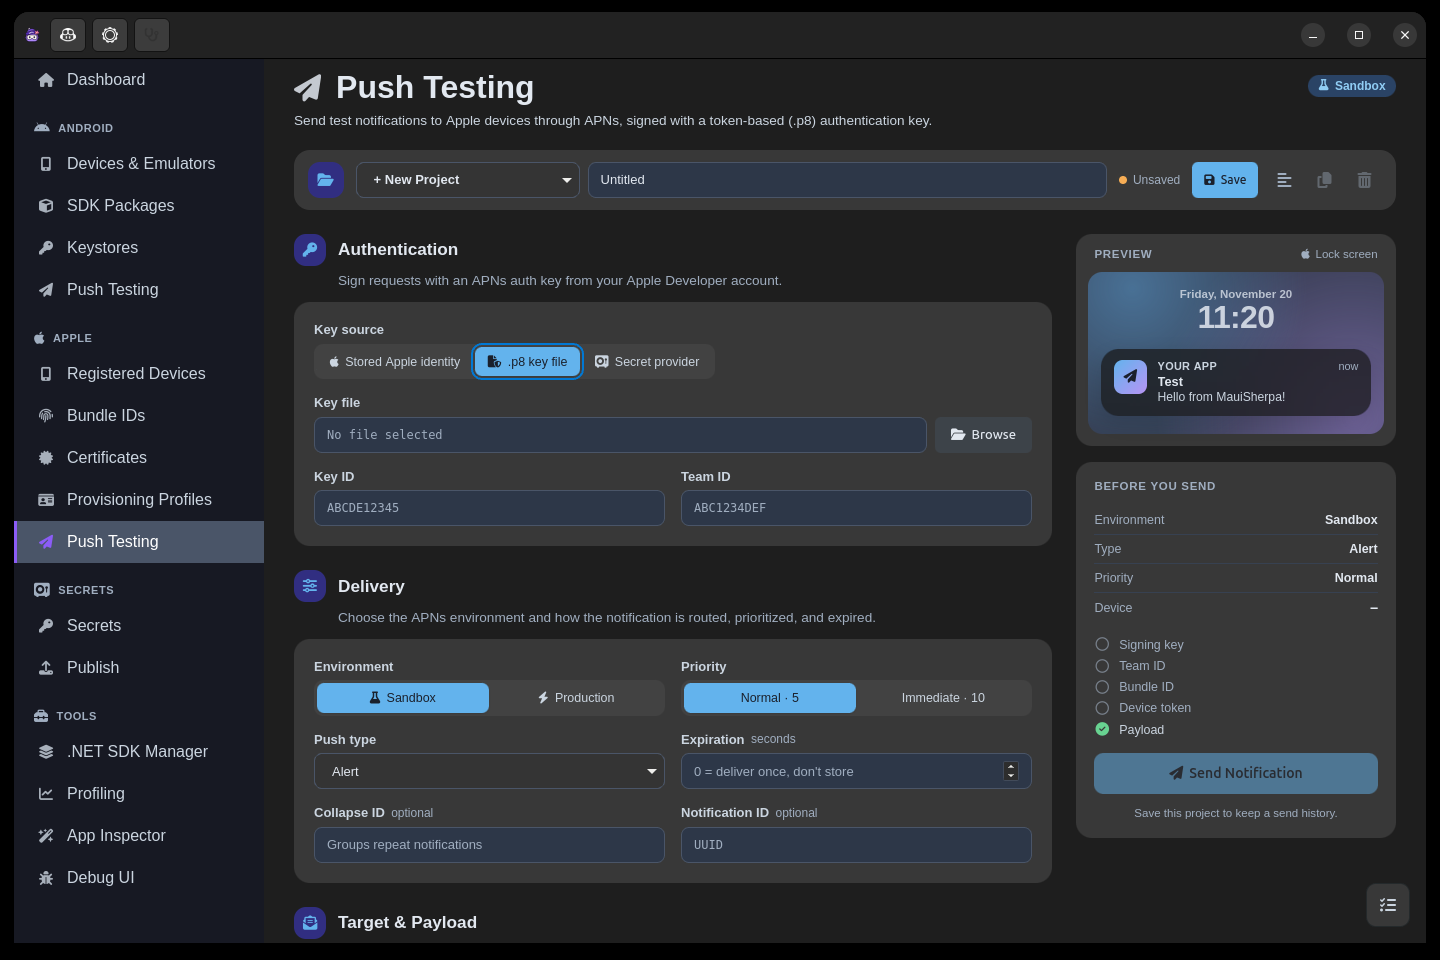 Dashboard
ANDROID
Devices & Emulators
SDK Packages
Keystores
Push Testing
APPLE
Registered Devices
Bundle IDs
Certificates
Provisioning Profiles
Push Testing
SECRETS
Secrets
Publish
TOOLS
.NET SDK Manager
Profiling
App Inspector
Debug UI
Push Testing
Sandbox
Send test notifications to Apple devices through APNs, signed with a token-based (.p8) authentication key.
+ New Project
Untitled
Unsaved
Save
Authentication
Sign requests with an APNs auth key from your Apple Developer account.
Key source
Stored Apple identity
.p8 key file
Secret provider
Key file
No file selected
Browse
Key ID
Team ID
ABCDE12345
ABC1234DEF
Delivery
Choose the APNs environment and how the notification is routed, prioritized, and expired.
Environment
Priority
Sandbox
Production
Normal · 5
Immediate · 10
Push type
Expiration seconds
Alert
0 = deliver once, don't store
Collapse ID optional
Notification ID optional
Groups repeat notifications
UUID
Target & Payload
PREVIEW
Lock screen
Friday, November 20
11:20
YOUR APP
now
Test
Hello from MauiSherpa!
BEFORE YOU SEND
Environment Sandbox
Type Alert
Priority Normal
Device –
Signing key
Team ID
Bundle ID
Device token
Payload
Send Notification
Save this project to keep a send history.